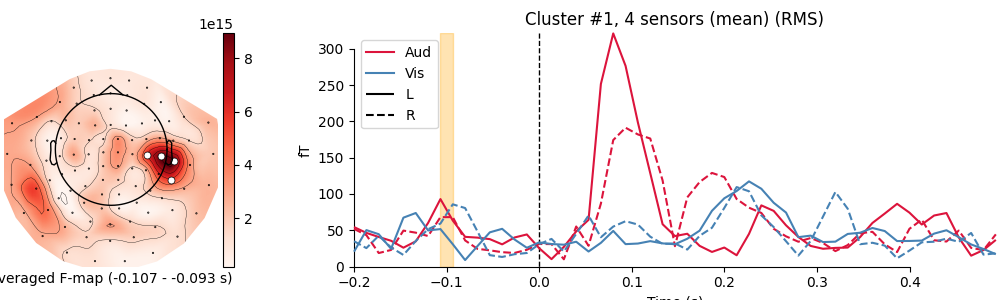 1e15
8
6
4
2
veraged F-map (-0.107 - -0.093 s)
Cluster #1, 4 sensors (mean) (RMS)
fT
300
250
200
150
100
50
0
Aud
Vis
L
R
−0.2
−0.1
0.0
0.1
0.2
0.3
0.4
Time (s)